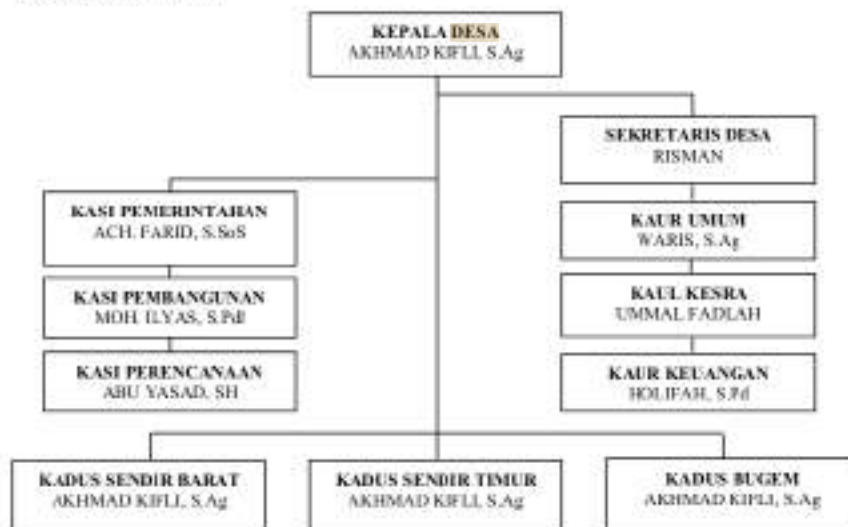 KEPALA DESA
AKHMAD KIFLI, S.Ag
SEKRETARIS DESA
RISMAN
KASI PEMERINTAHAN
ACH. FARID, S.SoS
KAUR UMUM
WARIS, S.Ag
KASI PEMBANGUNAN
MOH. ILYAS, S.PdI
KAUL KESRA
UMMAL FADLAH
KASI PERENCANAAN
ABU YASAD, SH
KAUR KEUANGAN
HOLIFAH, S.Pd
KADUS SENDIR BARAT
AKHMAD KIFLI, S.Ag
KADUS SENDIR TIMUR
AKHMAD KIFLI, S.Ag
KADUS BUGEM
AKHMAD KIFLI, S.Ag